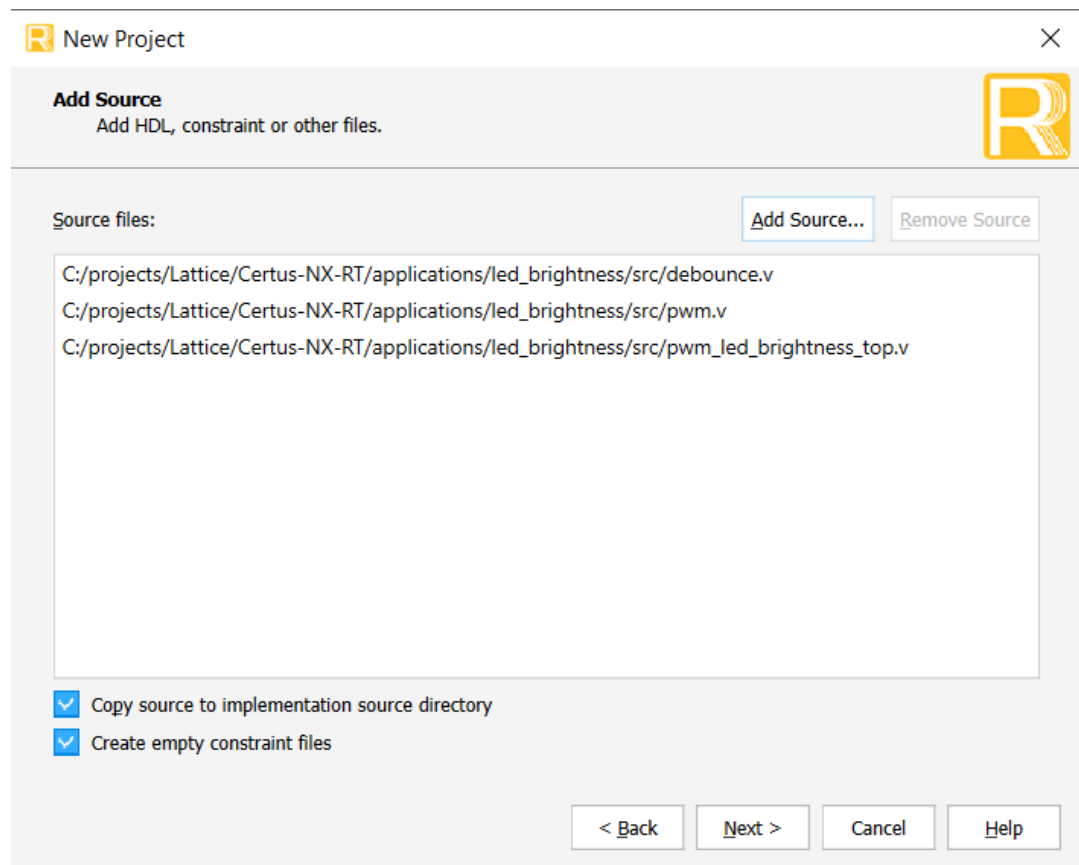 R New Project
Add Source
Add HDL, constraint or other files.
R
Source files:
Add Source... Remove Source
C:/projects/Lattice/Certus-NX-RT/applications/led_brightness/src/debounce.v
C:/projects/Lattice/Certus-NX-RT/applications/led_brightness/src/pwm.v
C:/projects/Lattice/Certus-NX-RT/applications/led_brightness/src/pwm_led_brightness_top.v
Copy source to implementation source directory
Create empty constraint files
< Back Next > Cancel Help